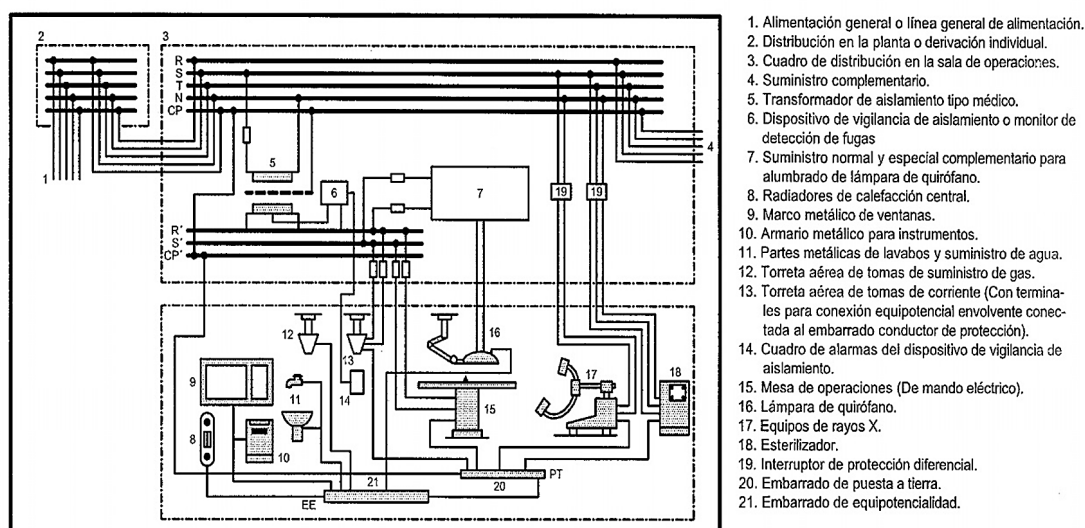 2
3
R
S
T
N
CP
1
4
5
6
7
19
19
R'
S'
CP'
12
13
16
9
11
14
15
17
18
8
10
21
20
PT
EE
1. Alimentación general o línea general de alimentación.
2. Distribución en la planta o derivación individual.
3. Cuadro de distribución en la sala de operaciones.
4. Suministro complementario.
5. Transformador de aislamiento tipo médico.
6. Dispositivo de vigilancia de aislamiento o monitor de
detección de fugas
7. Suministro normal y especial complementario para
alumbrado de lámpara de quirófano.
8. Radiadores de calefacción central.
9. Marco metálico de ventanas.
10. Armario metálico para instrumentos.
11. Partes metálicas de lavabos y suministro de agua.
12. Torreta aérea de tomas de suministro de gas.
13. Torreta aérea de tomas de corriente (Con termina-
les para conexión equipotencial envolvente conec-
tada al embarrado conductor de protección).
14. Cuadro de alarmas del dispositivo de vigilancia de
aislamiento.
15. Mesa de operaciones (De mando eléctrico).
16. Lámpara de quirófano.
17. Equipos de rayos X.
18. Esterilizador.
19. Interruptor de protección diferencial.
20. Embarrado de puesta a tierra.
21. Embarrado de equipotencialidad.